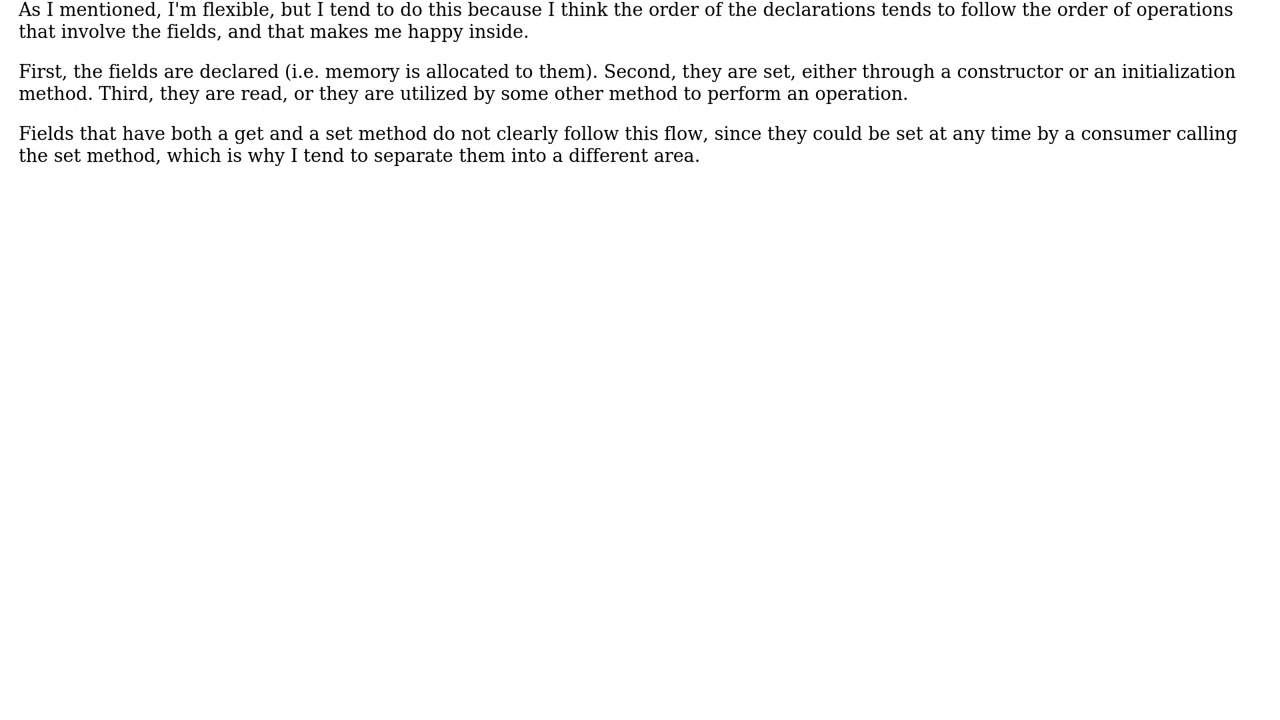 As I mentioned, I'm flexible, but I tend to do this because I think the order of the declarations tends to follow the order of operations
that involve the fields, and that makes me happy inside.
First, the fields are declared (i.e. memory is allocated to them). Second, they are set, either through a constructor or an initialization
method. Third, they are read, or they are utilized by some other method to perform an operation.
Fields that have both a get and a set method do not clearly follow this flow, since they could be set at any time by a consumer calling
the set method, which is why I tend to separate them into a different area.